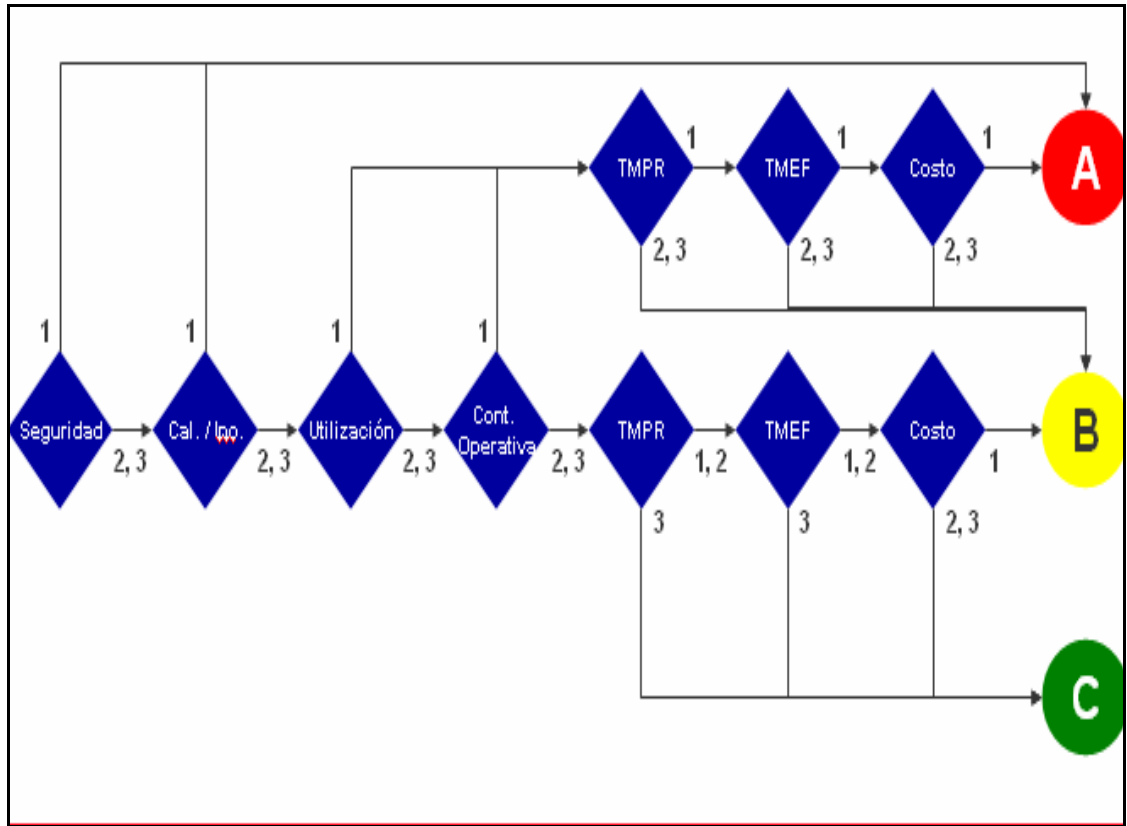 1
1
1
A
TMPR
TMEF
Costo
2, 3
2, 3
2, 3
1
1
1
1
Seguridad
Cal. / Ino.
Utilización
Cont.
Operativa
TMPR
TMEF
Costo
B
2, 3
2, 3
2, 3
2, 3
1, 2
1, 2
1
3
3
2, 3
C